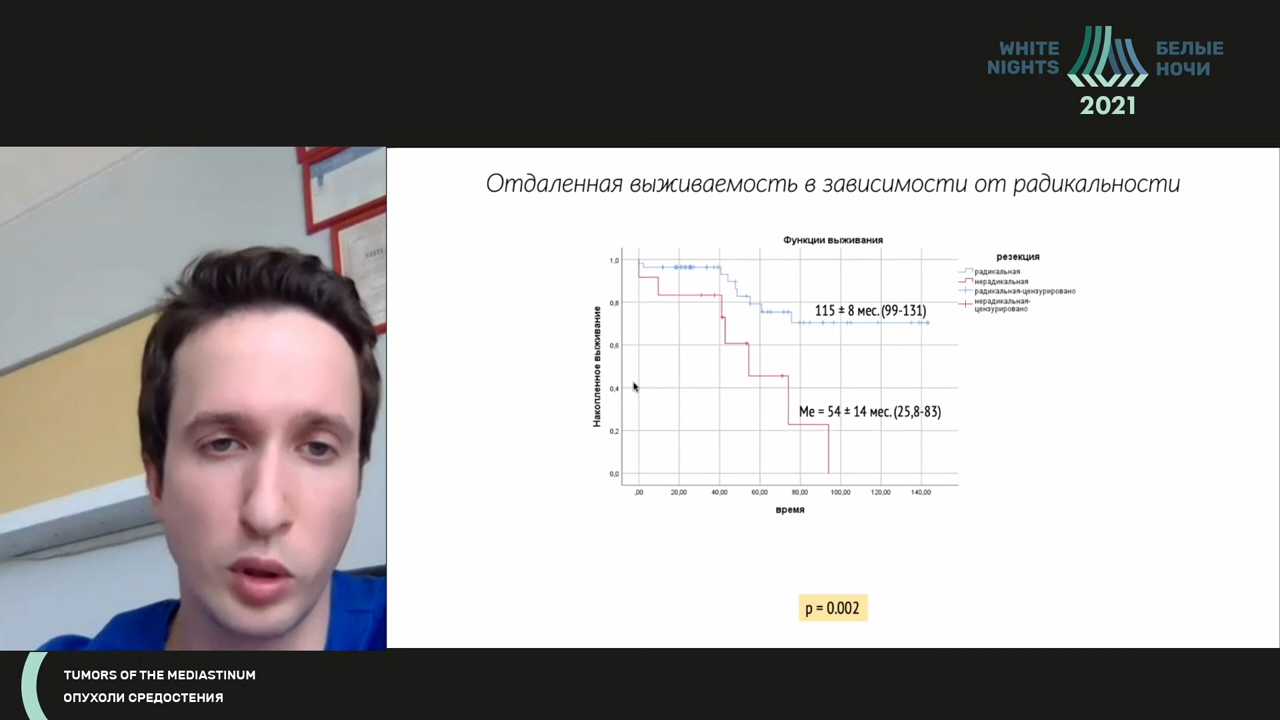 WHITE NIGHTS
БЕЛЫЕ НОЧИ
2021
Отдаленная выживаемость в зависимости от радикальности
Функции выживания
резекция
радикальная
нерадикальная
радикальная-цензурировано
нерадикальная-
цензурировано
Накопленное выживание
1,0
0,8
0,6
0,4
0,2
0,0
115 ± 8 мес. (99-131)
Me = 54 ± 14 мес. (25,8-83)
,00 20,00 40,00 60,00 80,00 100,00 120,00 140,00
время
p = 0.002
TUMORS OF THE MEDIASTINUM
ОПУХОЛИ СРЕДОСТЕНИЯ